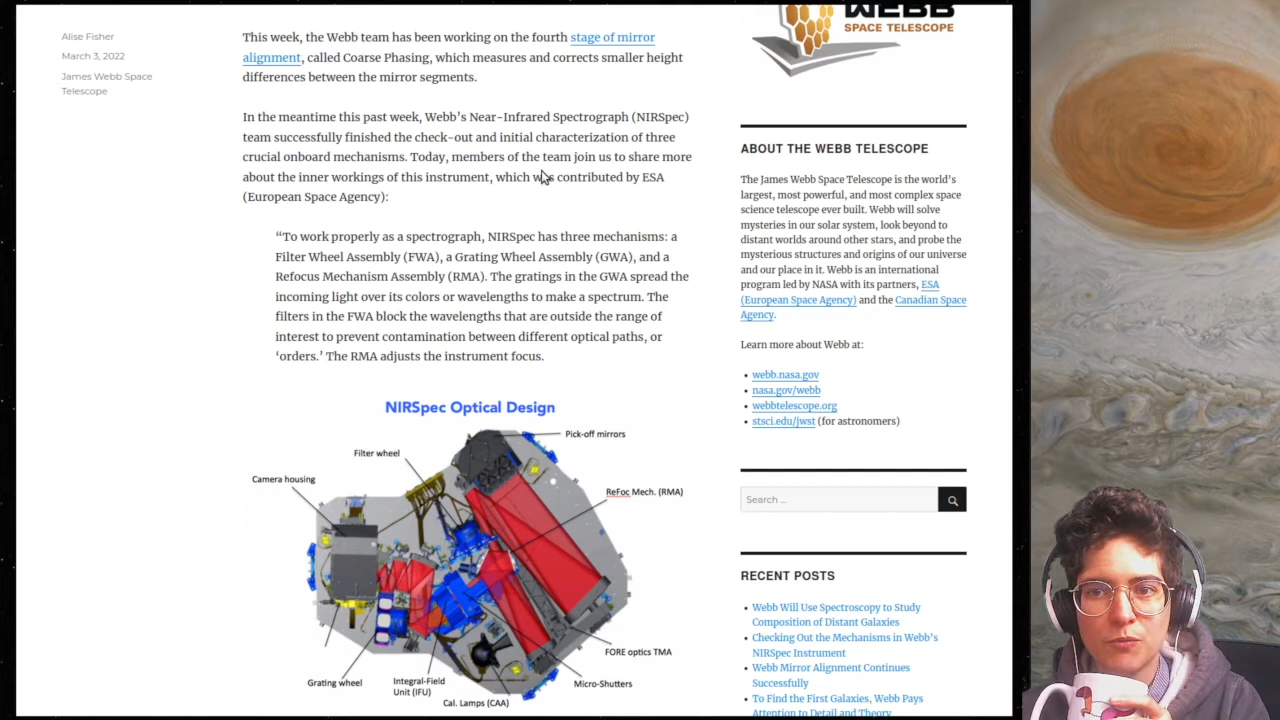 Alise Fisher
March 3, 2022
James Webb Space
Telescope
This week, the Webb team has been working on the fourth stage of mirror
alignment, called Coarse Phasing, which measures and corrects smaller height
differences between the mirror segments.
In the meantime this past week, Webb’s Near-Infrared Spectrograph (NIRSpec)
team successfully finished the check-out and initial characterization of three
crucial onboard mechanisms. Today, members of the team join us to share more
about the inner workings of this instrument, which was contributed by ESA
(European Space Agency):
“To work properly as a spectrograph, NIRSpec has three mechanisms: a
Filter Wheel Assembly (FWA), a Grating Wheel Assembly (GWA), and a
Refocus Mechanism Assembly (RMA). The gratings in the GWA spread the
incoming light over its colors or wavelengths to make a spectrum. The
filters in the FWA block the wavelengths that are outside the range of
interest to prevent contamination between different optical paths, or
‘orders.’ The RMA adjusts the instrument focus.
NIRSpec Optical Design
Pick-off mirrors
Filter wheel
Camera housing
ReFoc Mech. (RMA)
FORE optics TMA
Micro-Shutters
Grating wheel
Integral-Field
Unit (IFU)
Cal. Lamps (CAA)
WEBB
SPACE TELESCOPE
ABOUT THE WEBB TELESCOPE
The James Webb Space Telescope is the world's
largest, most powerful, and most complex space
science telescope ever built. Webb will solve
mysteries in our solar system, look beyond to
distant worlds around other stars, and probe the
mysterious structures and origins of our universe
and our place in it. Webb is an international
program led by NASA with its partners, ESA
(European Space Agency) and the Canadian Space
Agency.
Learn more about Webb at:
• webb.nasa.gov
• nasa.gov/webb
• webbtelescope.org
• stsci.edu/jwst (for astronomers)
Search …
RECENT POSTS
• Webb Will Use Spectroscopy to Study
Composition of Distant Galaxies
• Checking Out the Mechanisms in Webb’s
NIRSpec Instrument
• Webb Mirror Alignment Continues
Successfully
• To Find the First Galaxies, Webb Pays
Attention to Detail and Theory